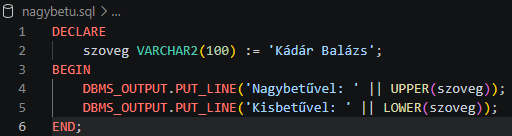 nagybetu.sql > ...
1 DECLARE
2     szoveg VARCHAR2(100) := 'Kádár Balázs';
3 BEGIN
4     DBMS_OUTPUT.PUT_LINE('Nagybetűvel: ' || UPPER(szoveg));
5     DBMS_OUTPUT.PUT_LINE('Kisbetűvel: ' || LOWER(szoveg));
6 END;